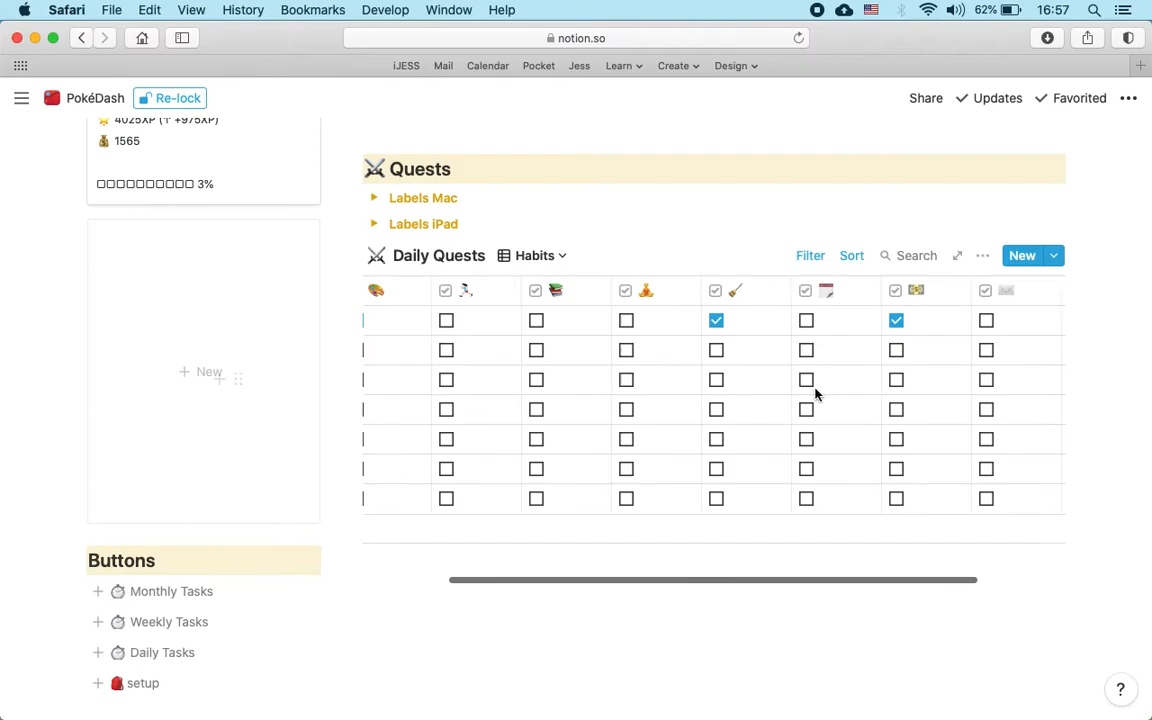 Safari File Edit View History Bookmarks Develop Window Help 62% 16:57
notion.so
iJESS Mail Calendar Pocket Jess Learn Create Design
PokéDash Re-lock Share Updates Favorited
4025XP (↑ +975XP)
1565
3%
Quests
Labels Mac
Labels iPad
Daily Quests Habits Filter Sort Search New
+ New
Buttons
+ Monthly Tasks
+ Weekly Tasks
+ Daily Tasks
+ setup
?